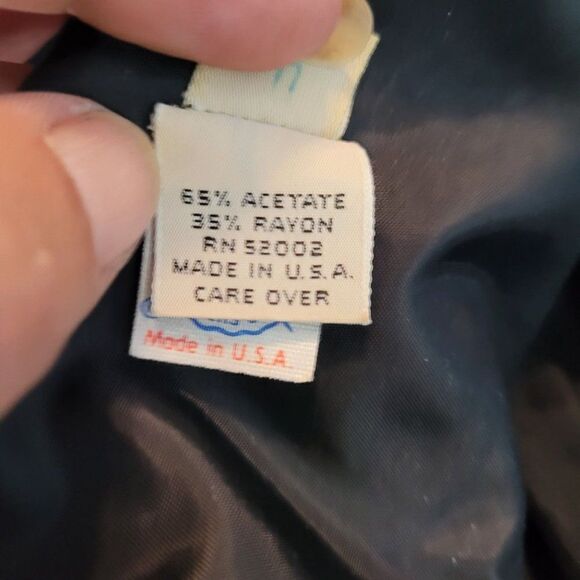 65% ACETATE
35% RAYON
RN 52002
MADE IN U.S.A.
CARE OVER
Made in U.S.A.